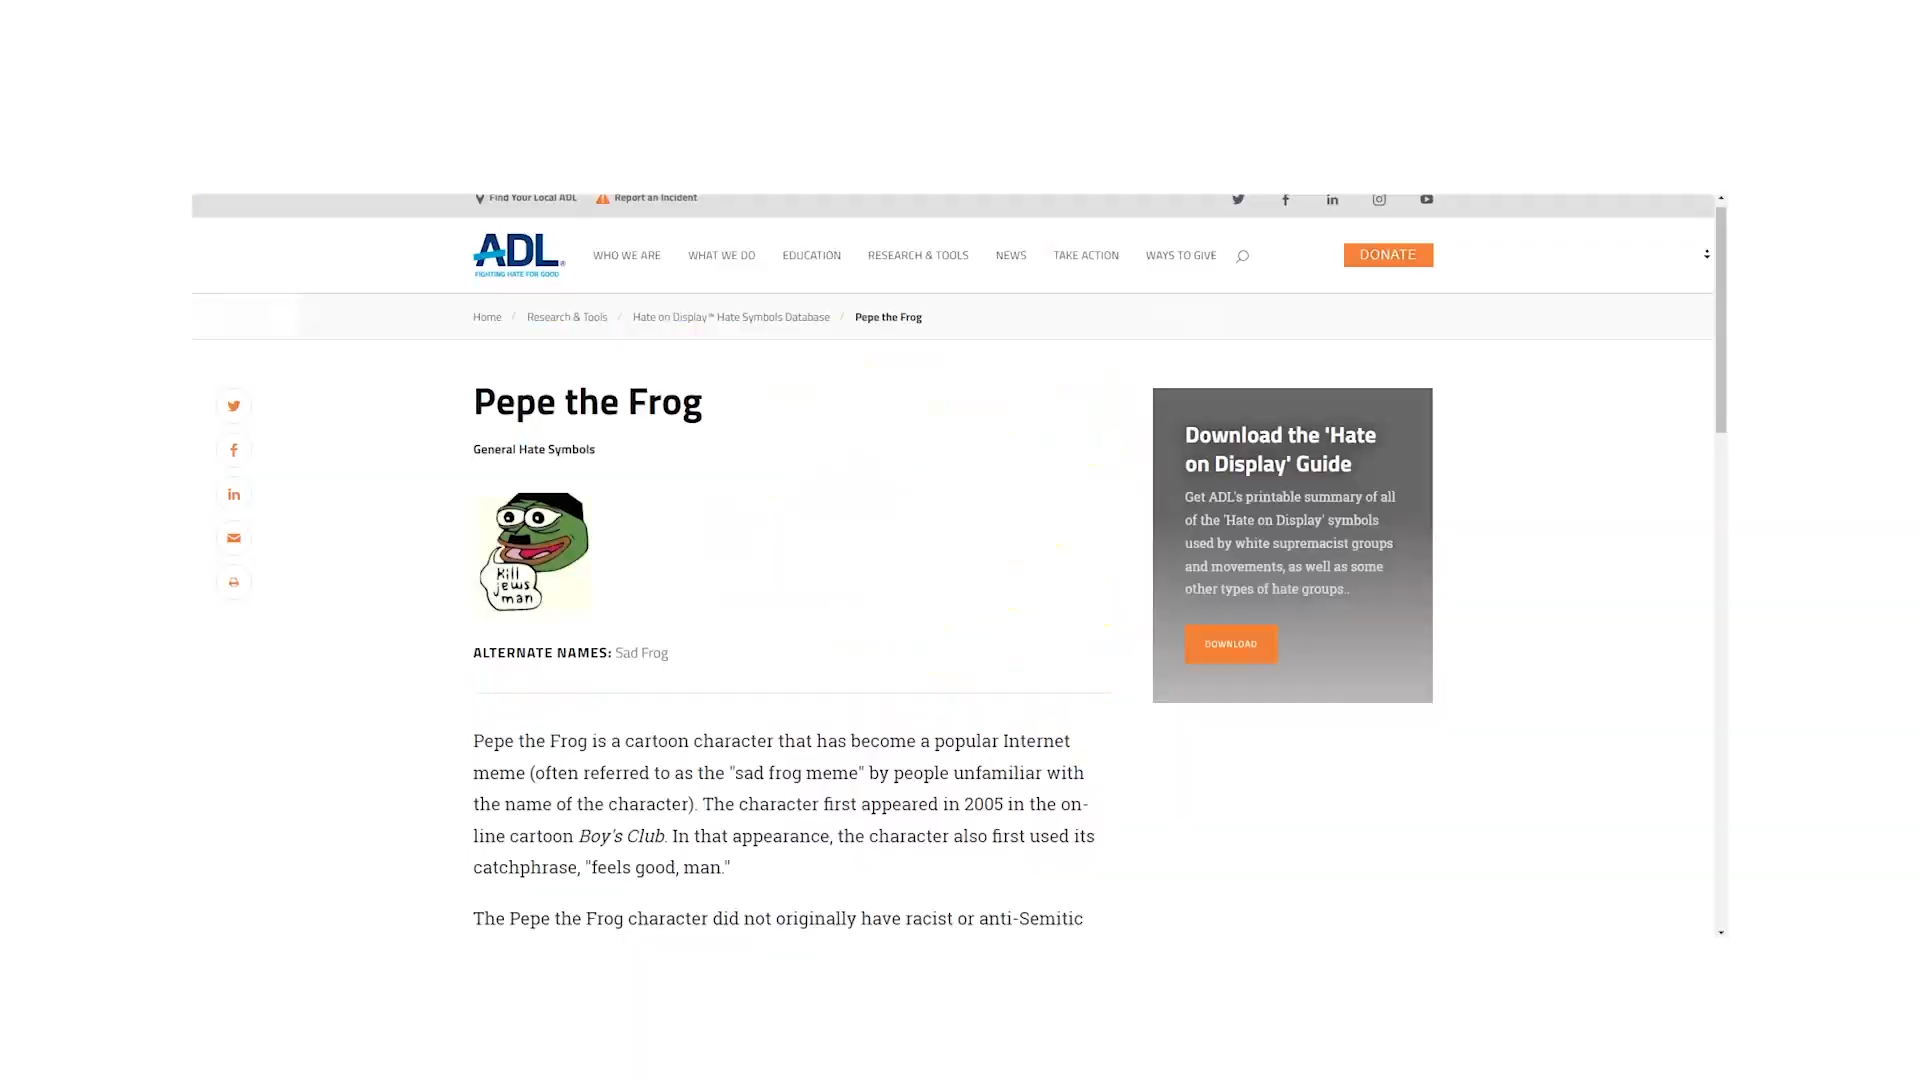 Find Your Local ADL Report an Incident
ADL
FIGHTING HATE FOR GOOD
WHO WE ARE WHAT WE DO EDUCATION RESEARCH & TOOLS NEWS TAKE ACTION WAYS TO GIVE DONATE
Home / Research & Tools / Hate on Display™ Hate Symbols Database / Pepe the Frog
Pepe the Frog
General Hate Symbols
Kill
jews
man
ALTERNATE NAMES: Sad Frog
Pepe the Frog is a cartoon character that has become a popular Internet
meme (often referred to as the "sad frog meme" by people unfamiliar with
the name of the character). The character first appeared in 2005 in the on-
line cartoon Boy's Club. In that appearance, the character also first used its
catchphrase, "feels good, man."
The Pepe the Frog character did not originally have racist or anti-Semitic
Download the 'Hate
on Display' Guide
Get ADL's printable summary of all
of the 'Hate on Display' symbols
used by white supremacist groups
and movements, as well as some
other types of hate groups..
DOWNLOAD